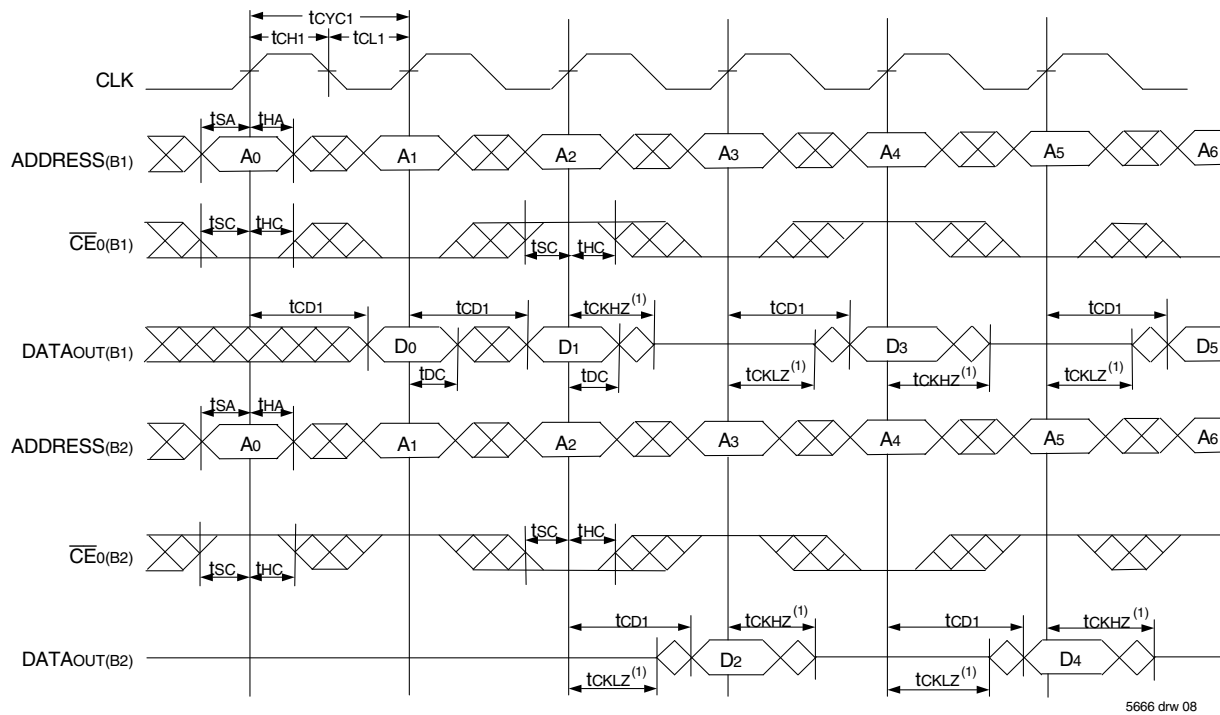 tCYC1
tCH1 tCL1
CLK
tSA tHA
ADDRESS(B1) A0 A1 A2 A3 A4 A5 A6
tSC tHC
CE0(B1)
tSC tHC
tCD1 tCD1 tCKHZ(1) tCD1 tCD1
DATAOUT(B1) D0 D1 D3 D5
tDC tDC tCKLZ(1) tCKHZ(1) tCKLZ(1)
tSA tHA
ADDRESS(B2) A0 A1 A2 A3 A4 A5 A6
tSC tHC
CE0(B2)
tSC tHC
tCD1 tCKHZ(1) tCD1 tCKHZ(1)
DATAOUT(B2) D2 D4
tCKLZ(1) tCKLZ(1)
5666 drw 08